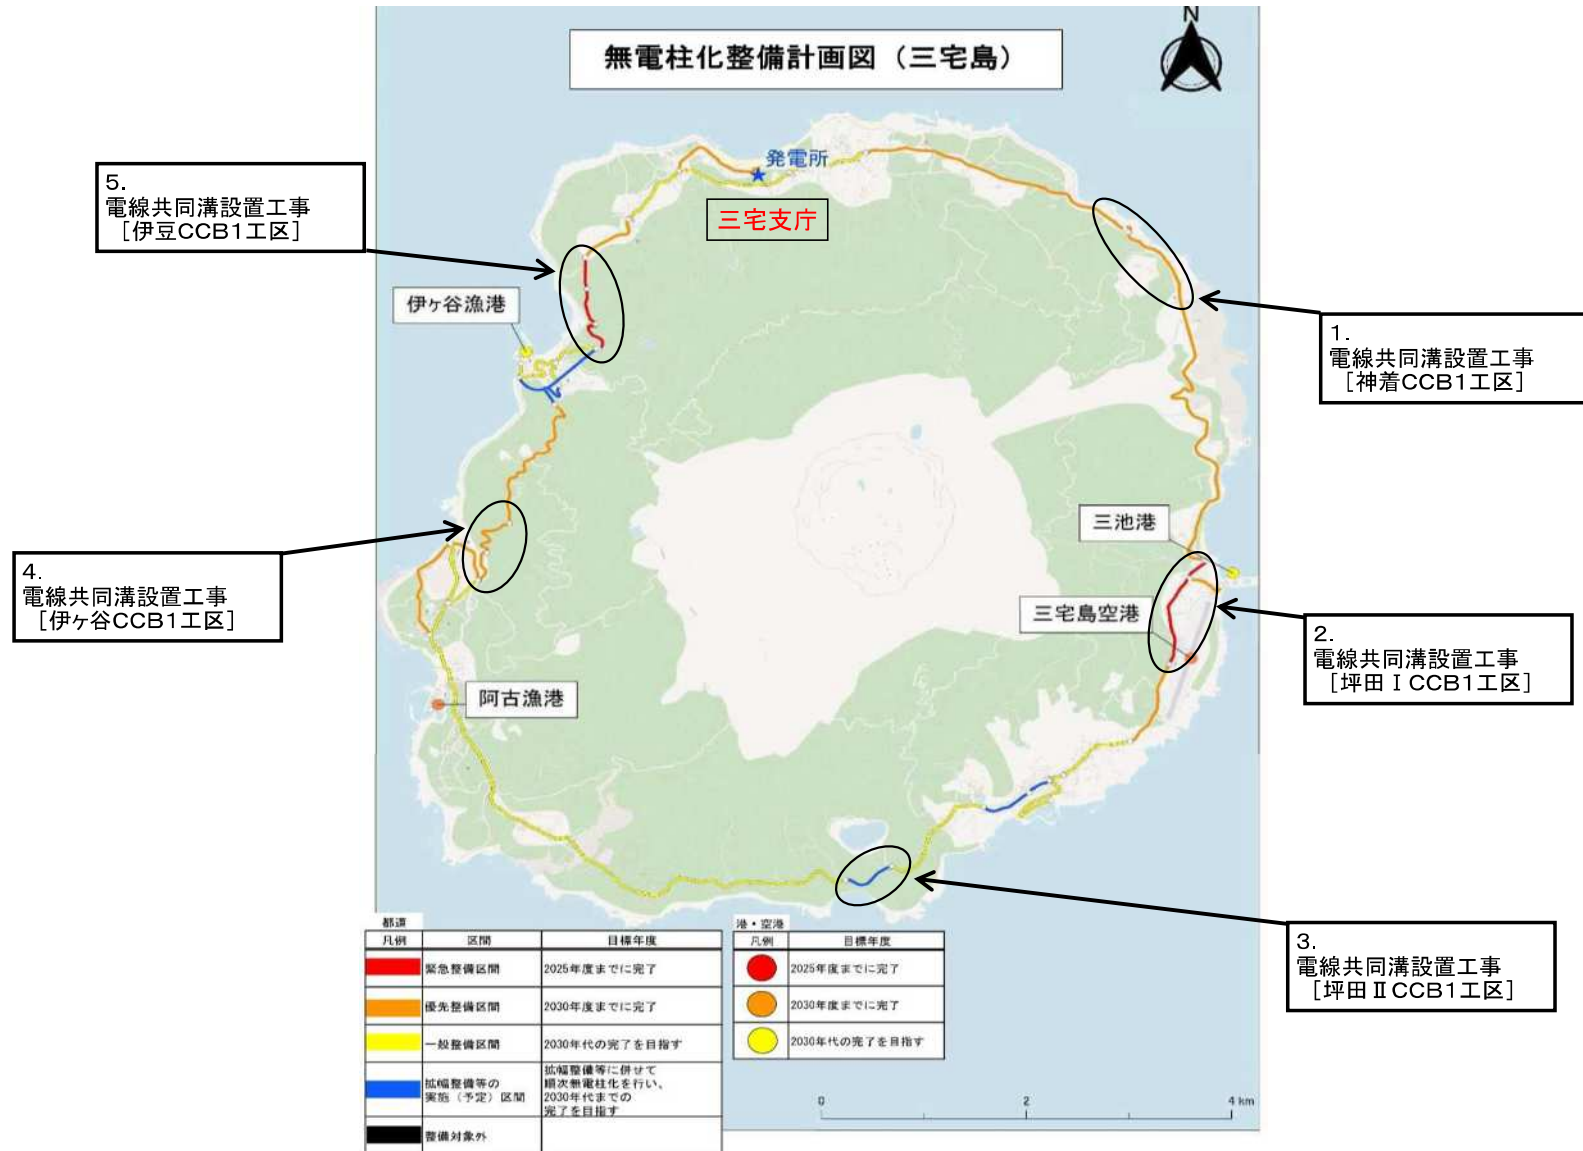 無電柱化整備計画図（三宅島）
N
発電所
三宅支庁
5.
電線共同溝設置工事
［伊豆CCB1工区］
伊ヶ谷漁港
1.
電線共同溝設置工事
［神着CCB1工区］
三池港
三宅島空港
4.
電線共同溝設置工事
［伊ヶ谷CCB1工区］
2.
電線共同溝設置工事
［坪田ⅠCCB1工区］
阿古漁港
3.
電線共同溝設置工事
［坪田ⅡCCB1工区］
都道
凡例 区間 目標年度
緊急整備区間 2025年度までに完了
優先整備区間 2030年度までに完了
一般整備区間 2030年代の完了を目指す
拡幅整備等の
実施（予定）区間
拡幅整備等に併せて
順次無電柱化を行い、
2030年代までの
完了を目指す
整備対象外
港・空港
凡例 目標年度
2025年度までに完了
2030年度までに完了
2030年代の完了を目指す
0 2 4 km